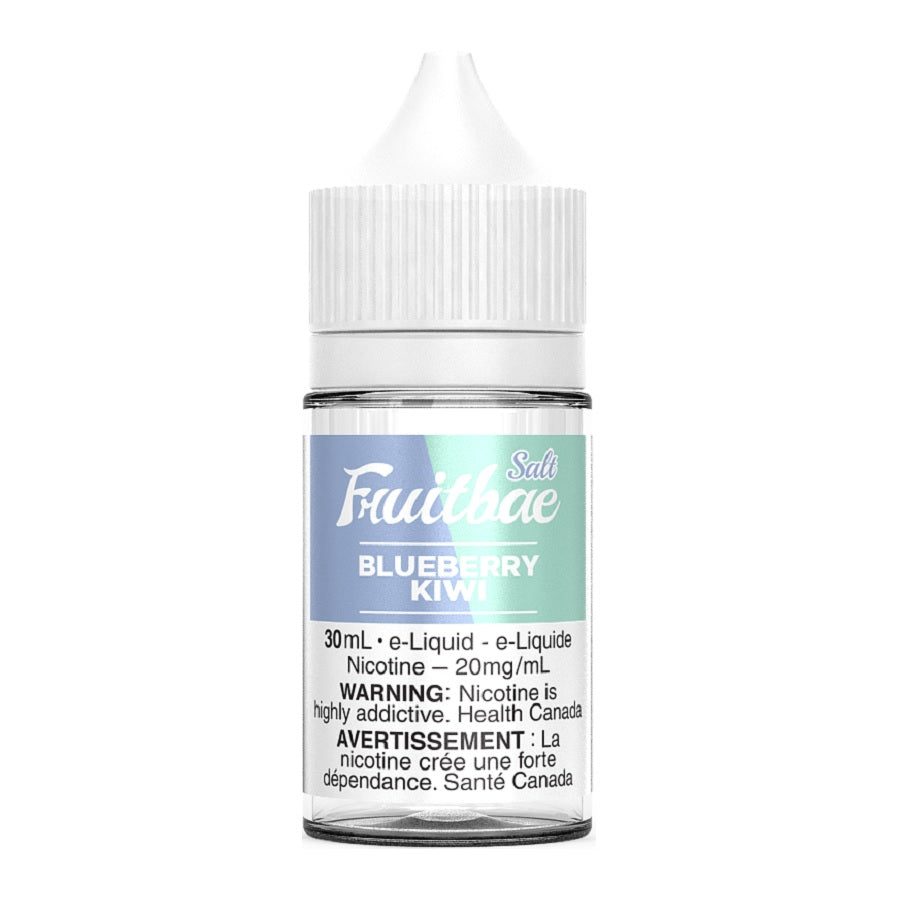 Salt
Fruitbae
BLUEBERRY
KIWI
30mL • e-Liquid - e-Liquide
Nicotine – 20mg/mL
WARNING: Nicotine is
highly addictive. Health Canada
AVERTISSEMENT : La
nicotine crée une forte
dépendance. Santé Canada